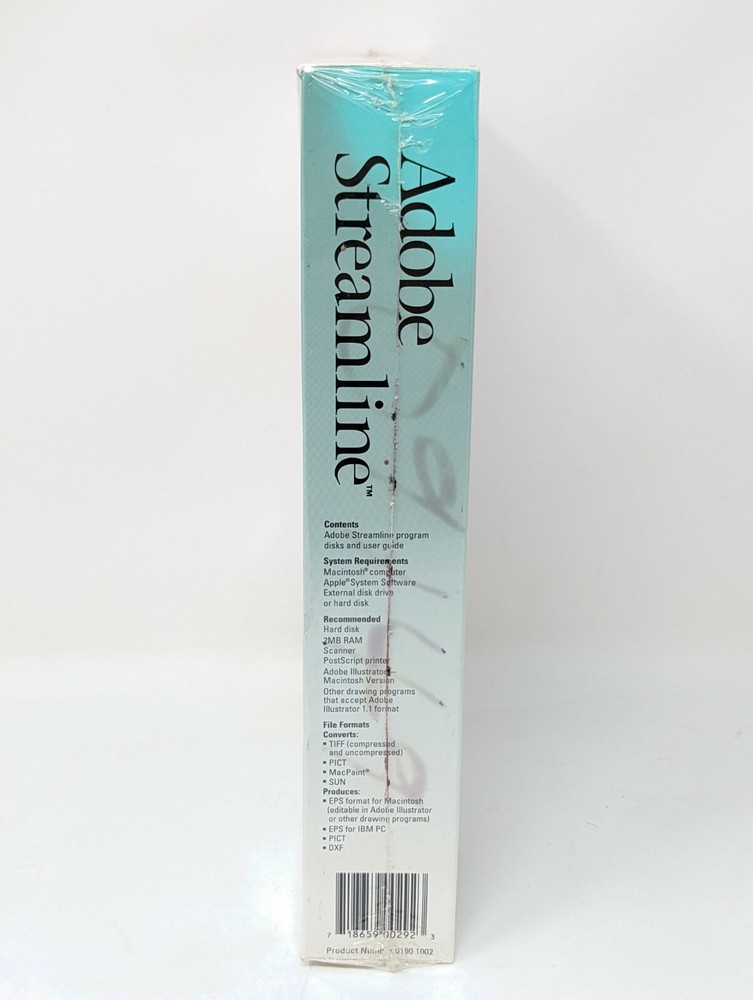 Adobe
Streamline™
Contents
Adobe Streamline program
disks and user guide
System Requirements
Macintosh® computer
Apple® System Software
External disk drive
or hard disk
Recommended
Hard disk
2MB RAM
Scanner
PostScript printer
Adobe Illustrator—
Macintosh Version
Other drawing programs
that accept Adobe
Illustrator 1.1 format
File Formats
Converts:
▪ TIFF (compressed
and uncompressed)
▪ PICT
▪ MacPaint®
▪ SUN
Produces:
▪ EPS format for Macintosh
(editable in Adobe Illustrator
or other drawing programs)
▪ EPS for IBM PC
▪ PICT
▪ DXF
7 18659 00292 3
Product Number 0190 1002